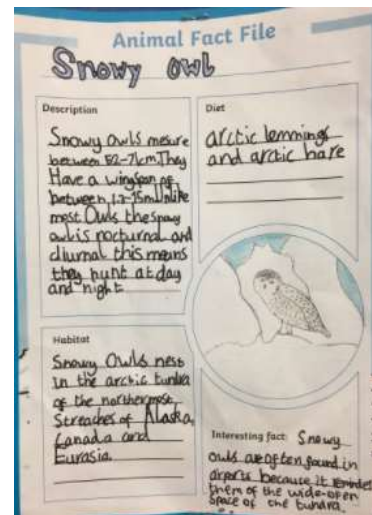 Animal Fact File
Snowy owl
Description
Snowy Owls mesure
between 52-71cm They
Have a wingspan of
between 1.2-1.5m Unlike
most Owls the snowy
owl is nocturnal and
diurnal this means
they hunt at day
and night
Diet
arctic lemmings
and arctic hare
Habitat
Snowy Owls nest
in the arctic tundra
of the northermost
Streaches of Alaska,
Canada and
Eurasia.
Interesting fact: Snowy
owls are often found in
airports because it remindes
them of the wide-open
space of the tundra.